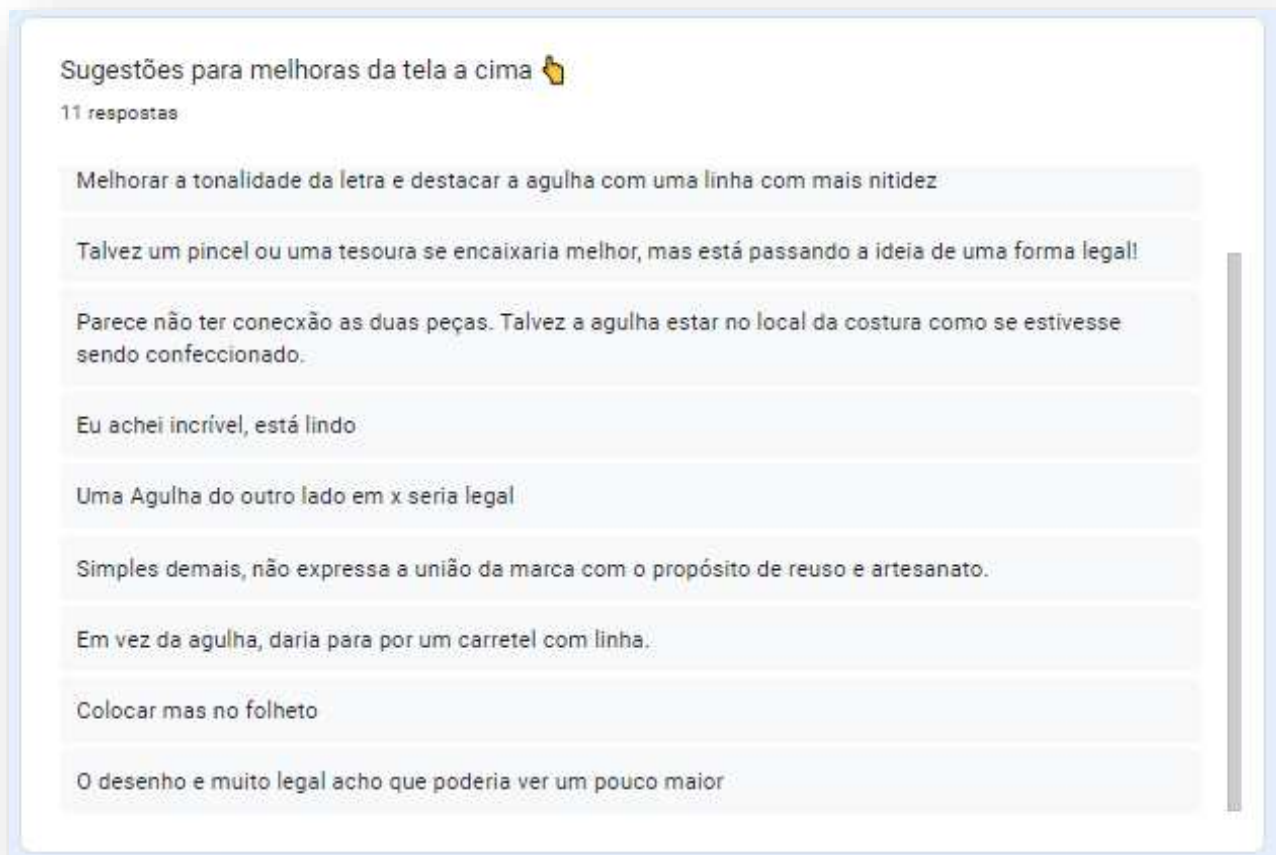 Sugestões para melhoras da tela a cima 👆
11 respostas
Melhorar a tonalidade da letra e destacar a agulha com uma linha com mais nitidez
Talvez um pincel ou uma tesoura se encaixaria melhor, mas está passando a ideia de uma forma legal!
Parece não ter conecxão as duas peças. Talvez a agulha estar no local da costura como se estivesse
sendo confeccionado.
Eu achei incrível, está lindo
Uma Agulha do outro lado em x seria legal
Simples demais, não expressa a união da marca com o propósito de reuso e artesanato.
Em vez da agulha, daria para por um carretel com linha.
Colocar mas no folheto
O desenho e muito legal acho que poderia ver um pouco maior